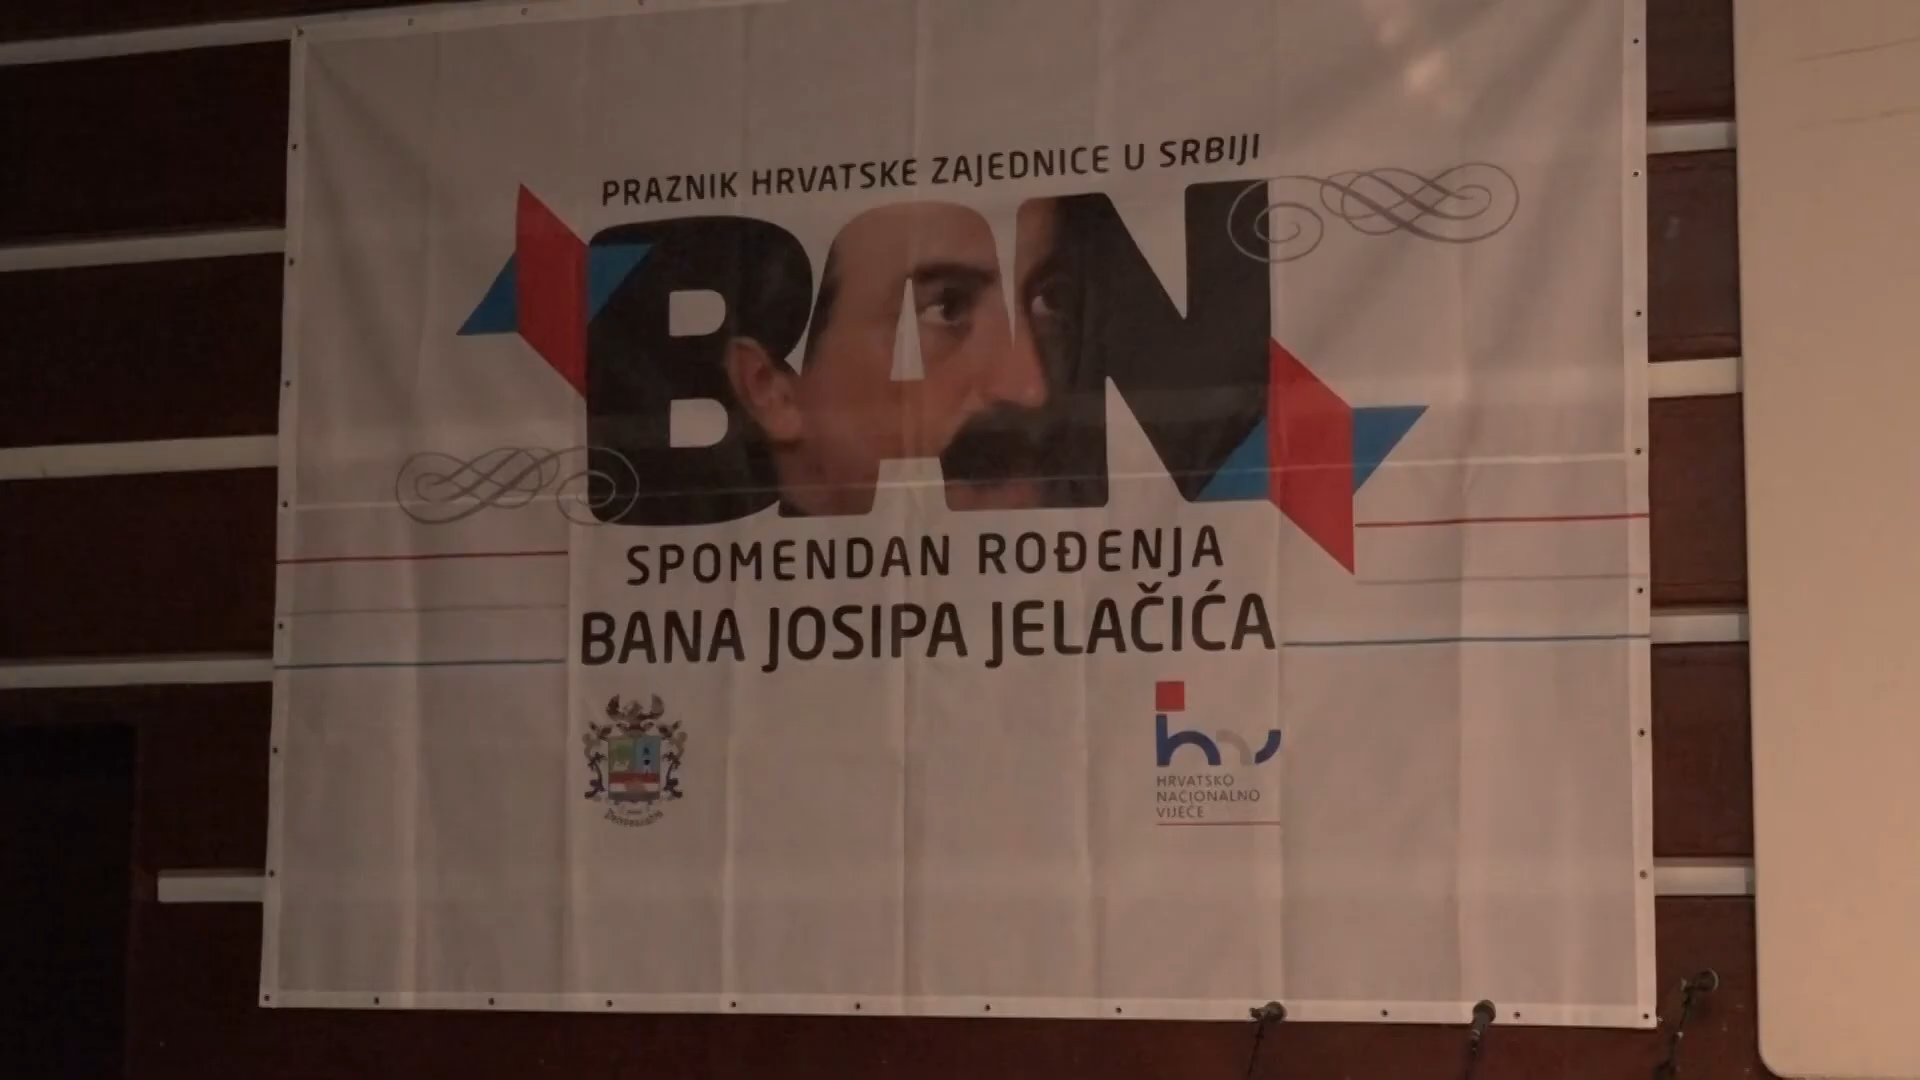 PRAZNIK HRVATSKE ZAJEDNICE U SRBIJI
BAN
SPOMENDAN ROĐENJA
BANA JOSIPA JELAČIĆA
hnv
HRVATSKO
NACIONALNO
VIJEĆE